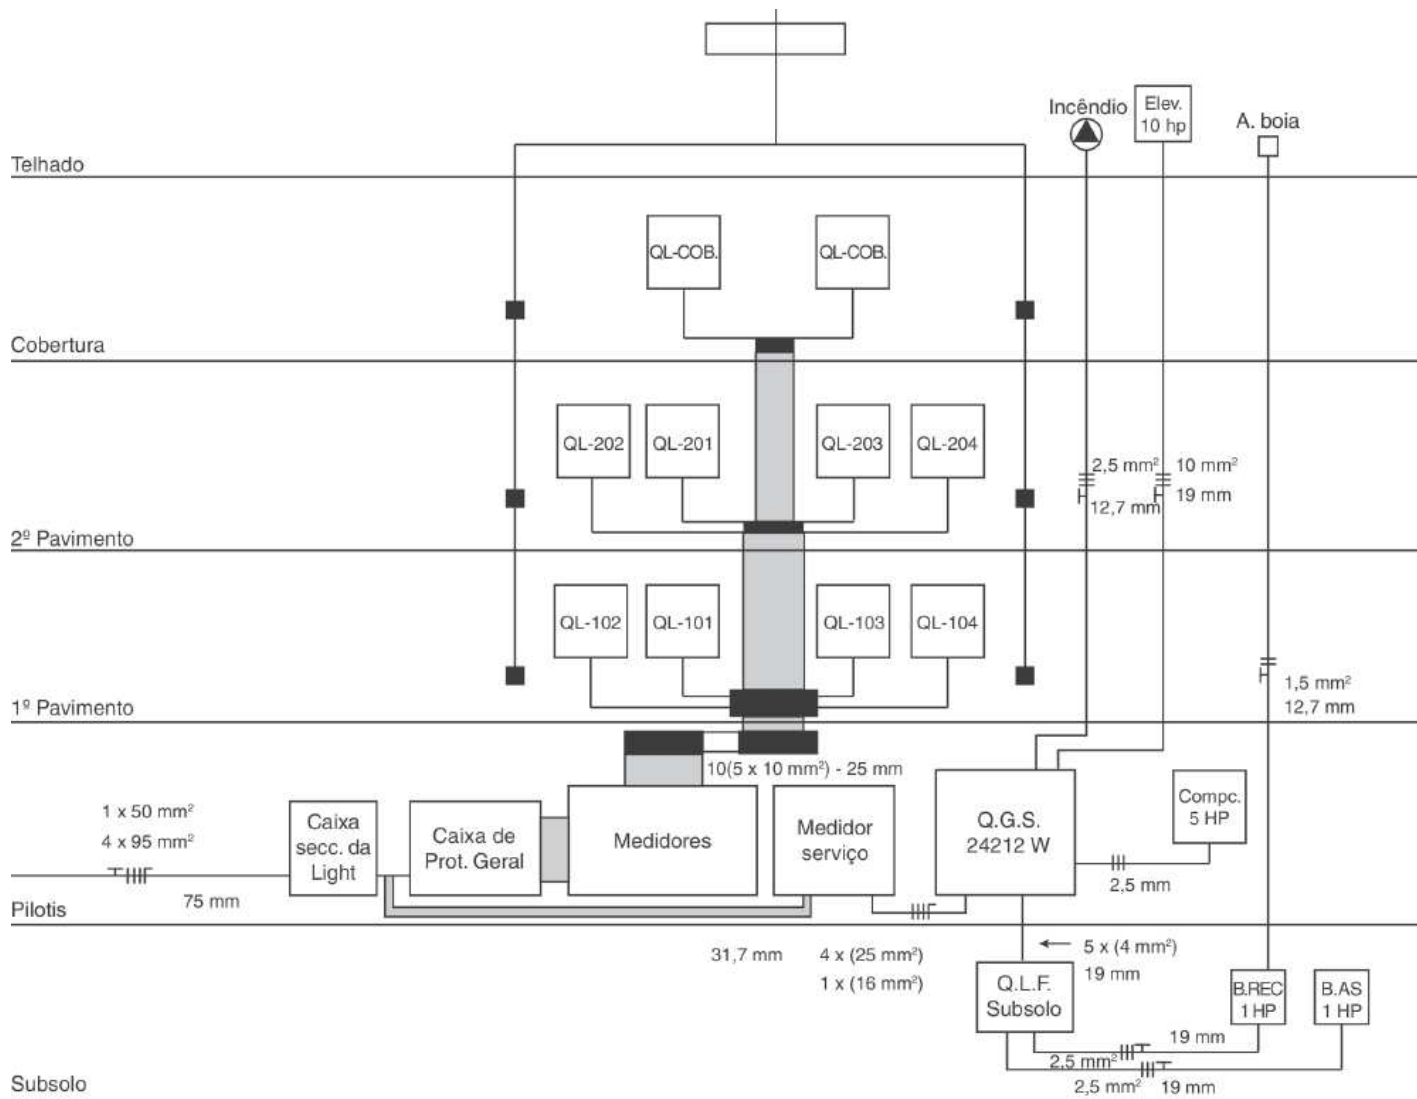 Incêndio
Elev.
10 hp
A. boia
Telhado
QL-COB.
QL-COB.
Cobertura
QL-202
QL-201
QL-203
QL-204
2,5 mm²
12,7 mm
10 mm²
19 mm
2º Pavimento
QL-102
QL-101
QL-103
QL-104
1,5 mm²
12,7 mm
1º Pavimento
10(5 x 10 mm²) - 25 mm
1 x 50 mm²
4 x 95 mm²
75 mm
Caixa
secc. da
Light
Caixa de
Prot. Geral
Medidores
Medidor
serviço
Q.G.S.
24212 W
Compc.
5 HP
2,5 mm
Pilotis
31,7 mm
4 x (25 mm²)
1 x (16 mm²)
5 x (4 mm²)
19 mm
Q.L.F.
Subsolo
B.REC
1 HP
B.AS
1 HP
19 mm
2,5 mm²
2,5 mm²
19 mm
Subsolo